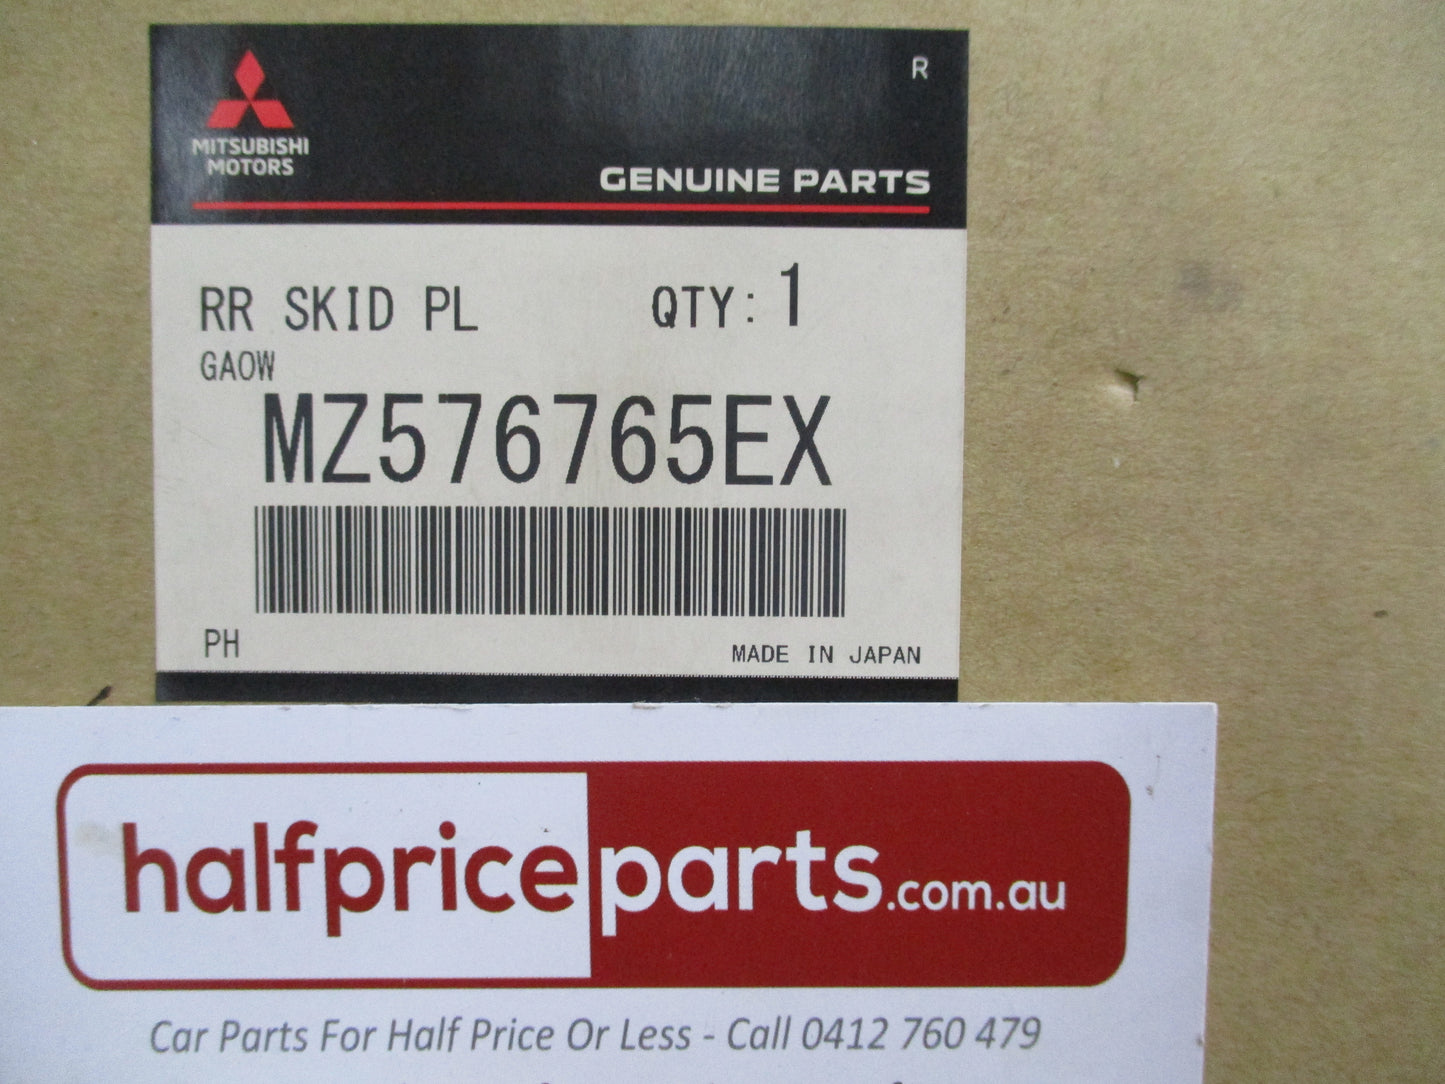 R
MITSUBISHI
MOTORS
GENUINE PARTS
RR SKID PL QTY: 1
GAOW
MZ576765EX
PH MADE IN JAPAN
halfpriceparts.com.au
Car Parts For Half Price Or Less - Call 0412 760 479